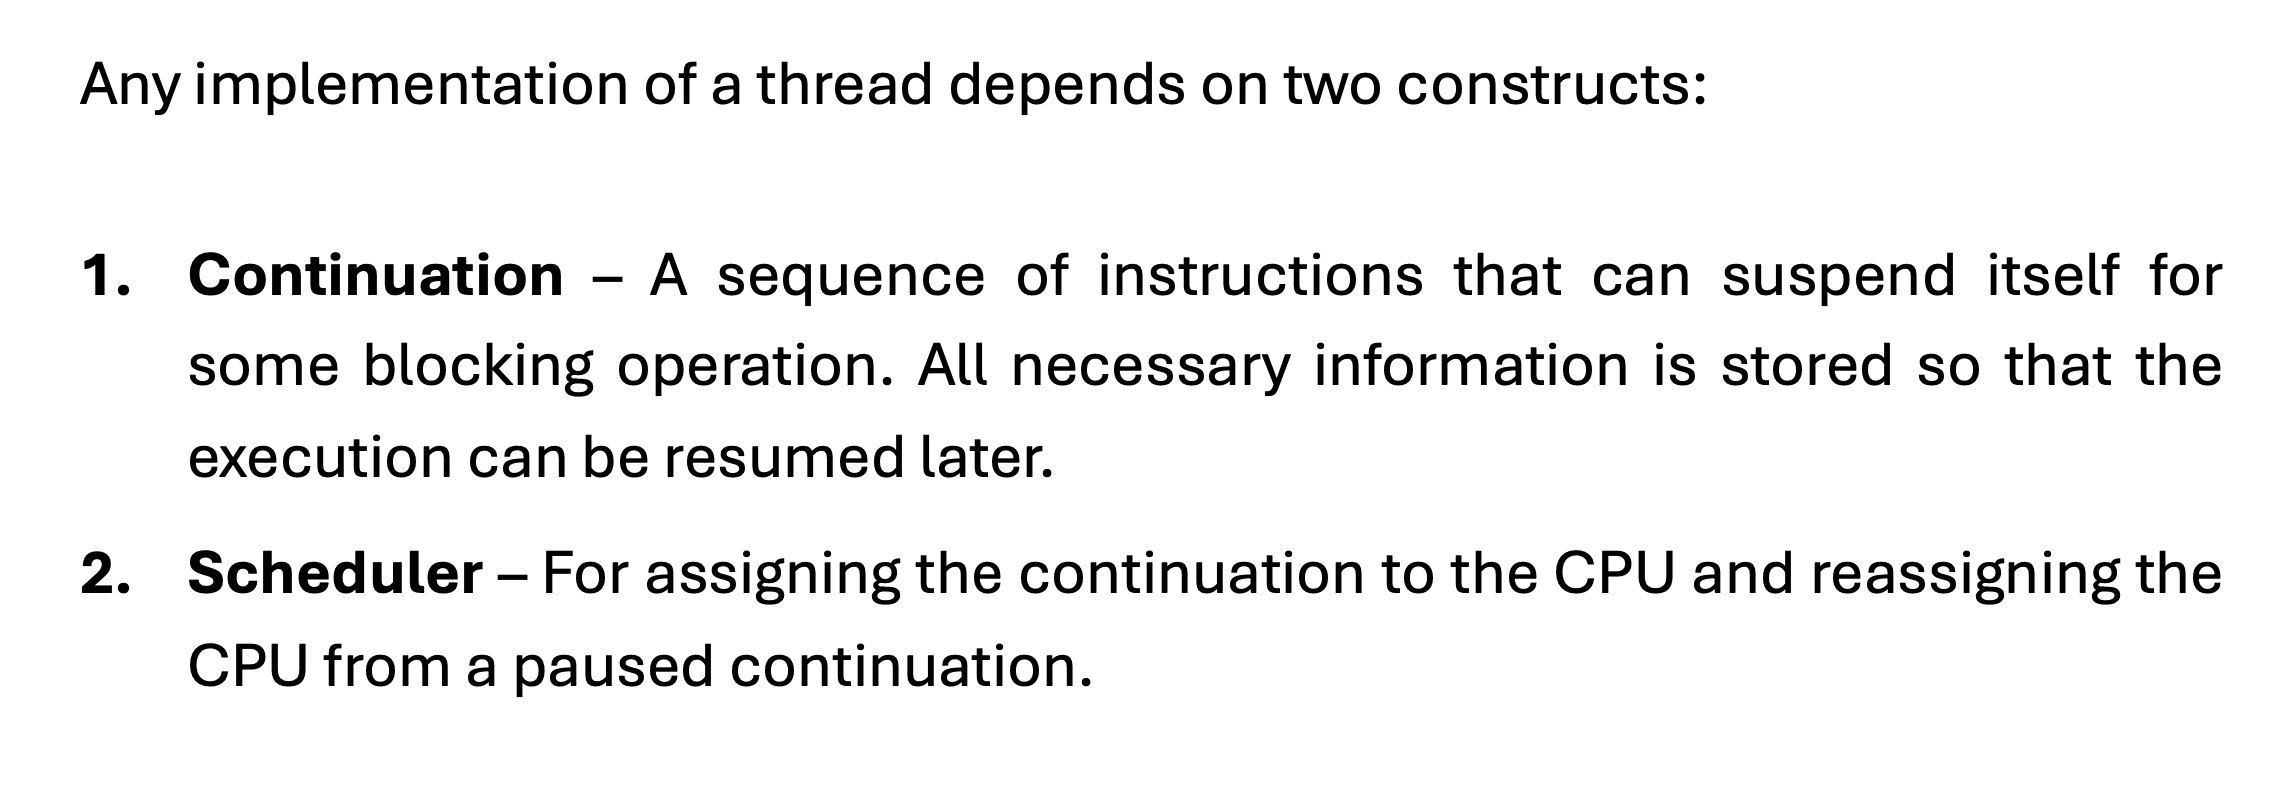 Any implementation of a thread depends on two constructs:
1. Continuation – A sequence of instructions that can suspend itself for
some blocking operation. All necessary information is stored so that the
execution can be resumed later.
2. Scheduler – For assigning the continuation to the CPU and reassigning the
CPU from a paused continuation.